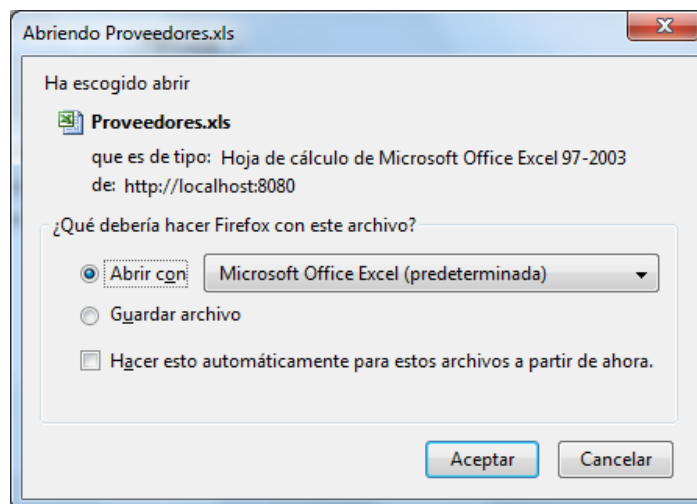 Abriendo Proveedores.xls
Ha escogido abrir
Proveedores.xls
que es de tipo: Hoja de cálculo de Microsoft Office Excel 97-2003
de: http://localhost:8080
¿Qué debería hacer Firefox con este archivo?
Abrir con Microsoft Office Excel (predeterminada)
Guardar archivo
Hacer esto automáticamente para estos archivos a partir de ahora.
Aceptar Cancelar